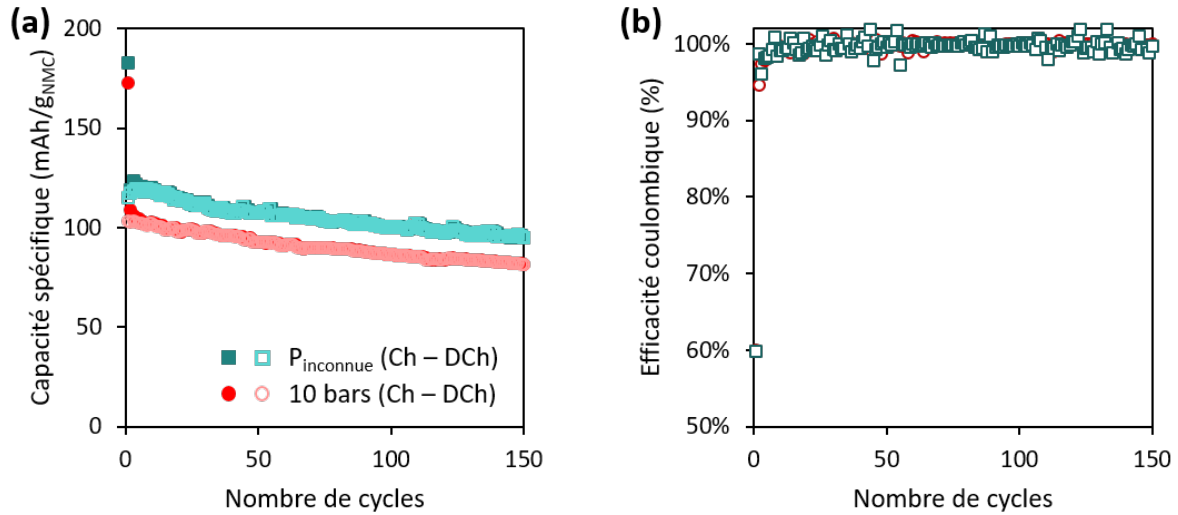 (a)
Capacité spécifique (mAh/gNMC)
200
150
100
50
0
0 50 100 150
Nombre de cycles
Pinconnue (Ch – DCh)
10 bars (Ch – DCh)
(b)
Efficacité coulombique (%)
100%
90%
80%
70%
60%
50%
0 50 100 150
Nombre de cycles